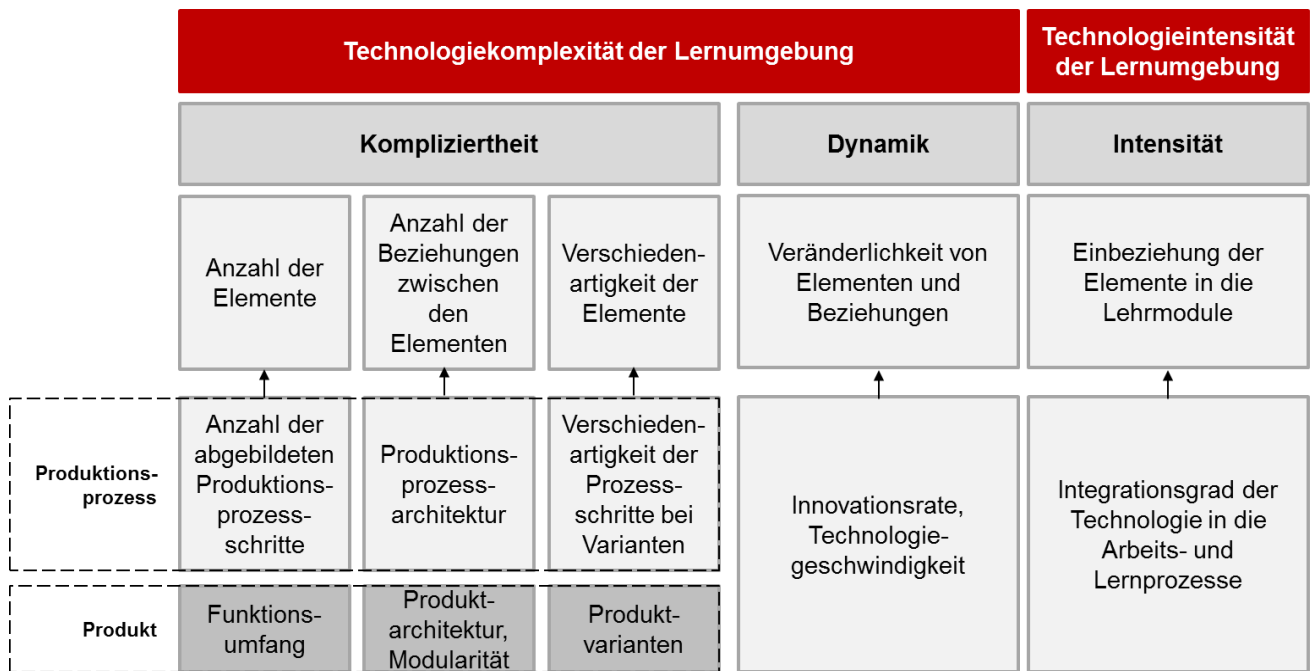 Technologiekomplexität der Lernumgebung
Technologieintensität
der Lernumgebung
Kompliziertheit
Dynamik
Intensität
Anzahl der
Elemente
Anzahl der
Beziehungen
zwischen
den
Elementen
Verschieden-
artigkeit der
Elemente
Veränderlichkeit von
Elementen und
Beziehungen
Einbeziehung der
Elemente in die
Lehrmodule
Produktions-
prozess
Anzahl der
abgebildeten
Produktions-
prozess-
schritte
Produktions-
prozess-
architektur
Verschieden-
artigkeit der
Prozess-
schritte bei
Varianten
Innovationsrate,
Technologie-
geschwindigkeit
Integrationsgrad der
Technologie in die
Arbeits- und
Lernprozesse
Produkt
Funktions-
umfang
Produkt-
architektur,
Modularität
Produkt-
varianten